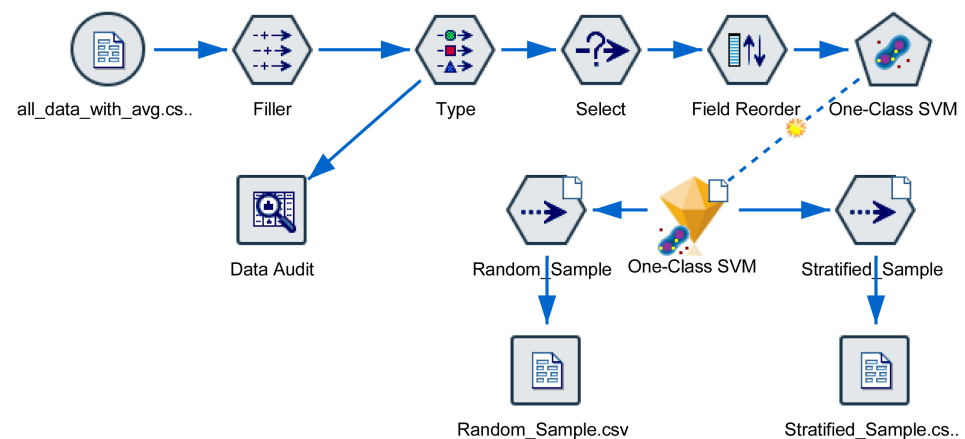 all_data_with_avg.cs..
Filler
Type
Select
Field Reorder
One-Class SVM
Data Audit
Random_Sample
One-Class SVM
Stratified_Sample
Random_Sample.csv
Stratified_Sample.cs..